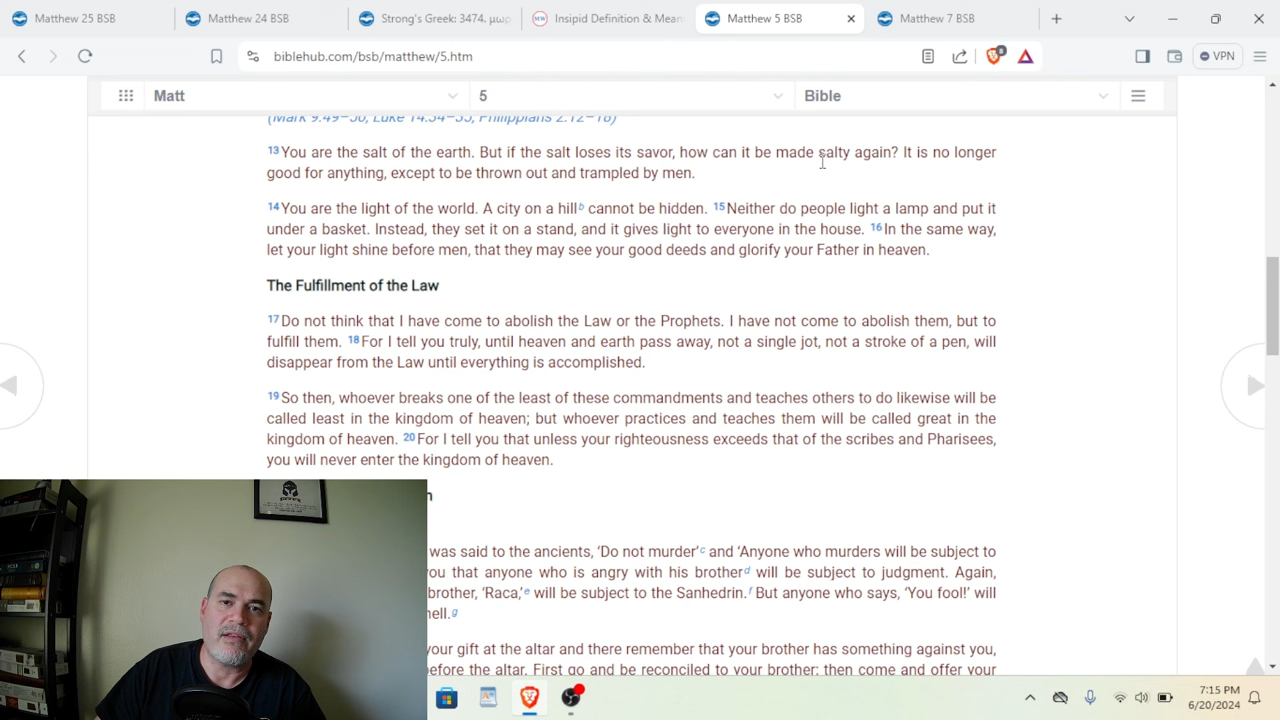 Matthew 25 BSB
Matthew 24 BSB
Strong's Greek: 3474. μωρ
Insipid Definition & Mean
Matthew 5 BSB
Matthew 7 BSB
biblehub.com/bsb/matthew/5.htm
8
VPN
Matt
5
Bible
(Mark 9:49–50; Luke 14:34–35; Philippians 2:12–18)
13 You are the salt of the earth. But if the salt loses its savor, how can it be made salty again? It is no longer
good for anything, except to be thrown out and trampled by men.
14 You are the light of the world. A city on a hill b cannot be hidden. 15 Neither do people light a lamp and put it
under a basket. Instead, they set it on a stand, and it gives light to everyone in the house. 16 In the same way,
let your light shine before men, that they may see your good deeds and glorify your Father in heaven.
The Fulfillment of the Law
17 Do not think that I have come to abolish the Law or the Prophets. I have not come to abolish them, but to
fulfill them. 18 For I tell you truly, until heaven and earth pass away, not a single jot, not a stroke of a pen, will
disappear from the Law until everything is accomplished.
19 So then, whoever breaks one of the least of these commandments and teaches others to do likewise will be
called least in the kingdom of heaven; but whoever practices and teaches them will be called great in the
kingdom of heaven. 20 For I tell you that unless your righteousness exceeds that of the scribes and Pharisees,
you will never enter the kingdom of heaven.
n
was said to the ancients, 'Do not murder' c and 'Anyone who murders will be subject to
you that anyone who is angry with his brother d will be subject to judgment. Again,
brother, 'Raca,' e will be subject to the Sanhedrin. f But anyone who says, 'You fool!' will
hell. g
your gift at the altar and there remember that your brother has something against you,
before the altar. First go and be reconciled to your brother; then come and offer your
7:15 PM
6/20/2024